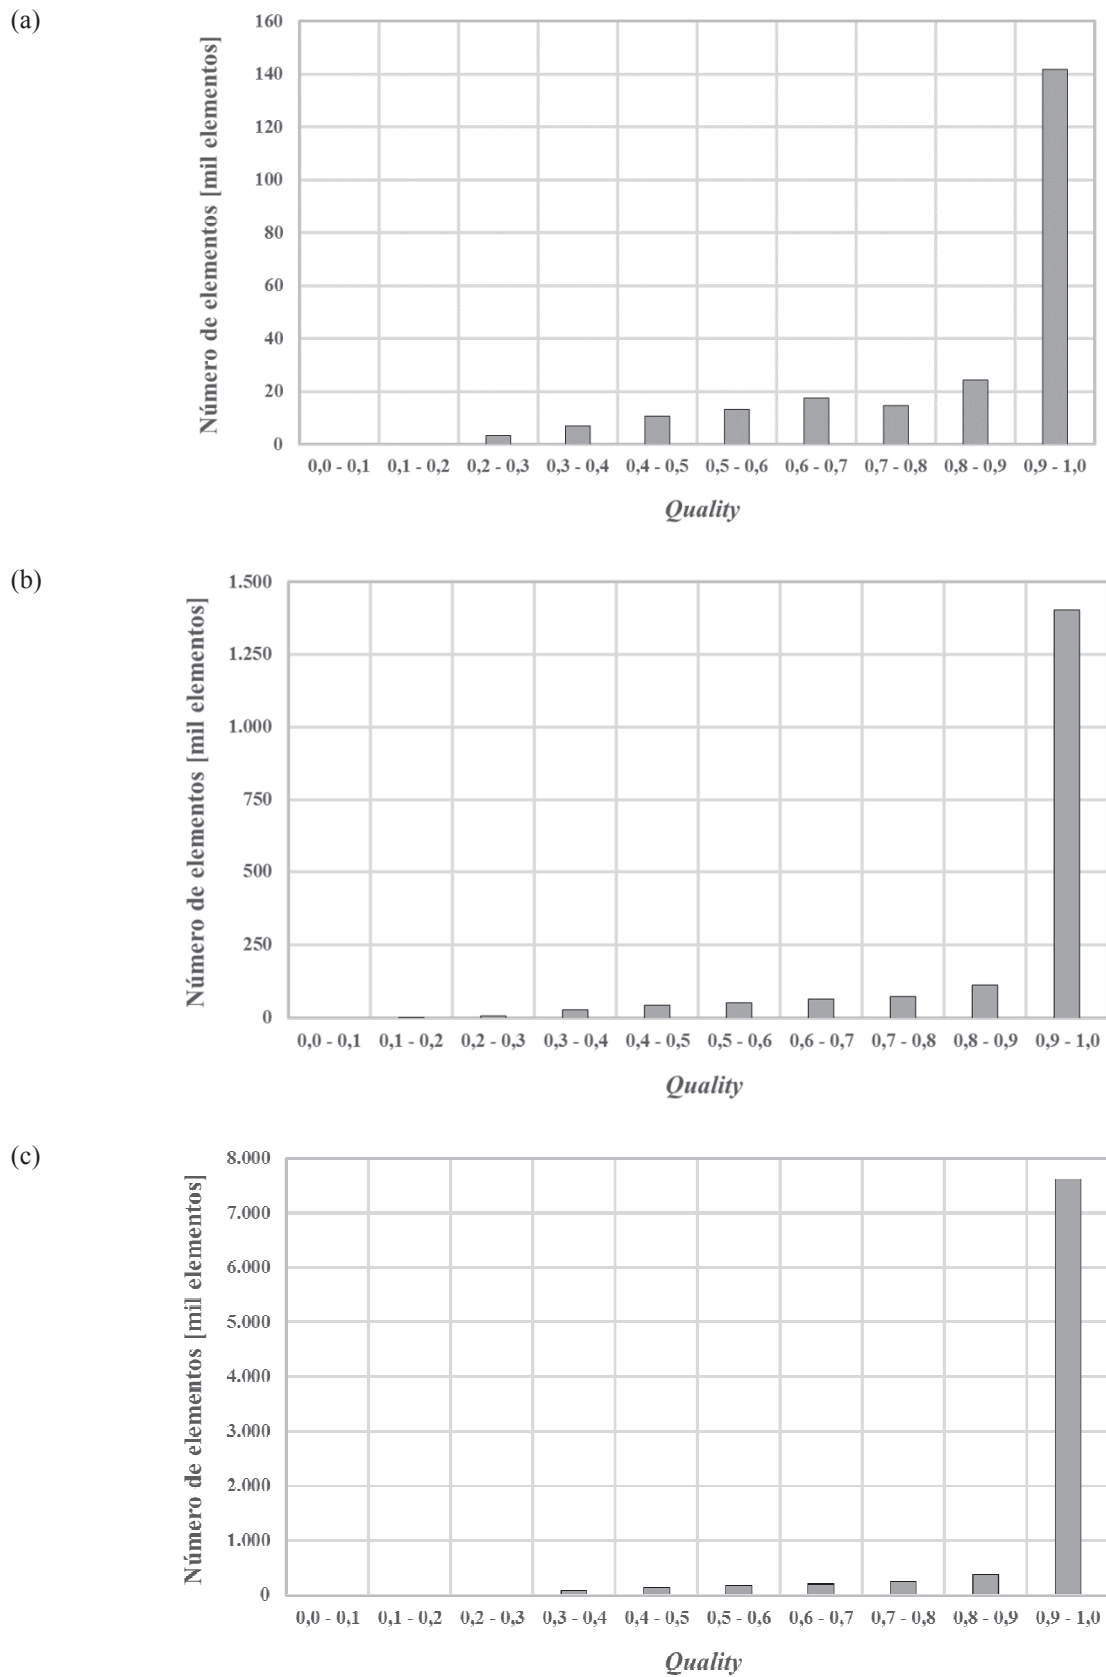 (a)
Número de elementos [mil elementos]
160
140
120
100
80
60
40
20
0
0,0 - 0,1 0,1 - 0,2 0,2 - 0,3 0,3 - 0,4 0,4 - 0,5 0,5 - 0,6 0,6 - 0,7 0,7 - 0,8 0,8 - 0,9 0,9 - 1,0
Quality
(b)
Número de elementos [mil elementos]
1.500
1.250
1.000
750
500
250
0
0,0 - 0,1 0,1 - 0,2 0,2 - 0,3 0,3 - 0,4 0,4 - 0,5 0,5 - 0,6 0,6 - 0,7 0,7 - 0,8 0,8 - 0,9 0,9 - 1,0
Quality
(c)
Número de elementos [mil elementos]
8.000
7.000
6.000
5.000
4.000
3.000
2.000
1.000
0
0,0 - 0,1 0,1 - 0,2 0,2 - 0,3 0,3 - 0,4 0,4 - 0,5 0,5 - 0,6 0,6 - 0,7 0,7 - 0,8 0,8 - 0,9 0,9 - 1,0
Quality